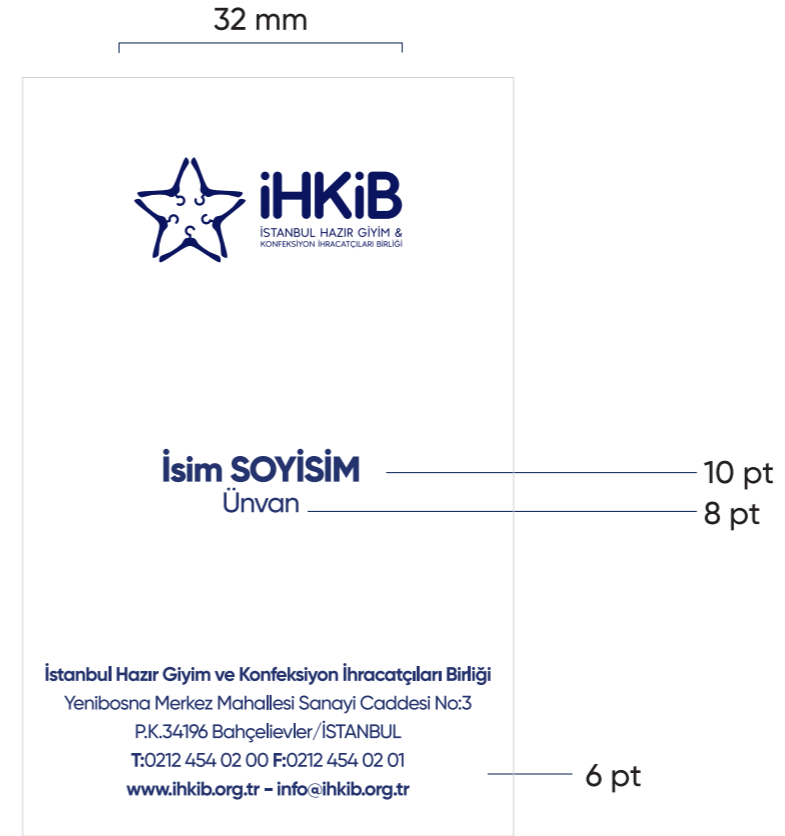 32 mm
iHKiB
İSTANBUL HAZIR GİYİM &
KONFEKSİYON İHRACATÇILARI BİRLİĞİ
İsim SOYİSİM
10 pt
Ünvan
8 pt
İstanbul Hazır Giyim ve Konfeksiyon İhracatçıları Birliği
Yenibosna Merkez Mahallesi Sanayi Caddesi No:3
P.K.34196 Bahçelievler/İSTANBUL
T:0212 454 02 00 F:0212 454 02 01
6 pt
www.ihkib.org.tr - info@ihkib.org.tr